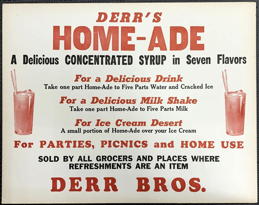 DERR'S
HOME-ADE
A Delicious CONCENTRATED SYRUP in Seven Flavors
For a Delicious Drink
Take one part Home-Ade to Five Parts Water and Cracked Ice
For a Delicious Milk Shake
Take one part Home-Ade to Five Parts Milk
For Ice Cream Desert
A small portion of Home-Ade over your Ice Cream
For PARTIES, PICNICS and HOME USE
SOLD BY ALL GROCERS AND PLACES WHERE
REFRESHMENTS ARE AN ITEM
DERR BROS.